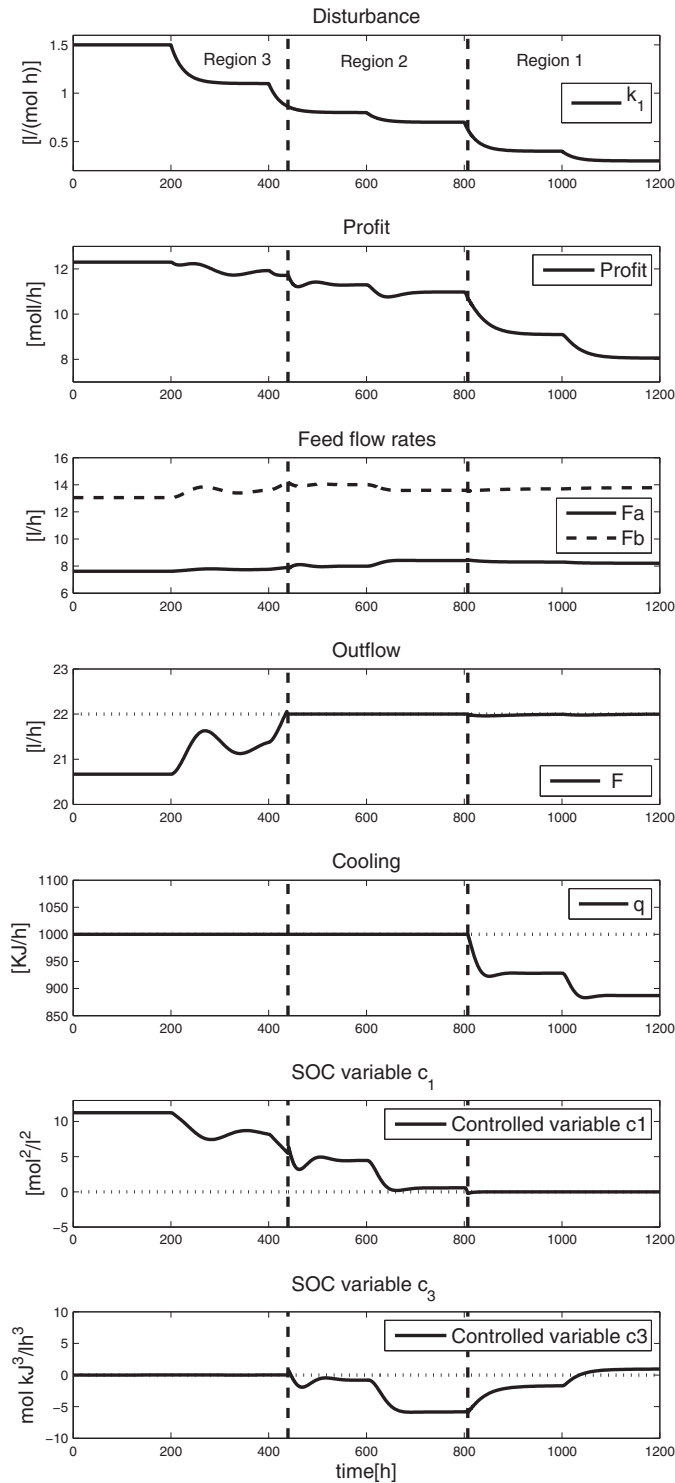 Disturbance
[l/(mol h)]
1.5
1
0.5
Region 3
Region 2
Region 1
k1
0 200 400 600 800 1000 1200
Profit
[moll/h]
12
10
8
Profit
0 200 400 600 800 1000 1200
Feed flow rates
[l/h]
16
14
12
10
8
6
Fa
Fb
0 200 400 600 800 1000 1200
Outflow
[l/h]
23
22
21
20
F
0 200 400 600 800 1000 1200
Cooling
[KJ/h]
1100
1050
1000
950
900
850
q
0 200 400 600 800 1000 1200
SOC variable c1
[mol²/l²]
10
5
0
−5
Controlled variable c1
0 200 400 600 800 1000 1200
SOC variable c3
mol kJ³/lh³
10
5
0
−5
−10
Controlled variable c3
0 200 400 600 800 1000 1200
time[h]